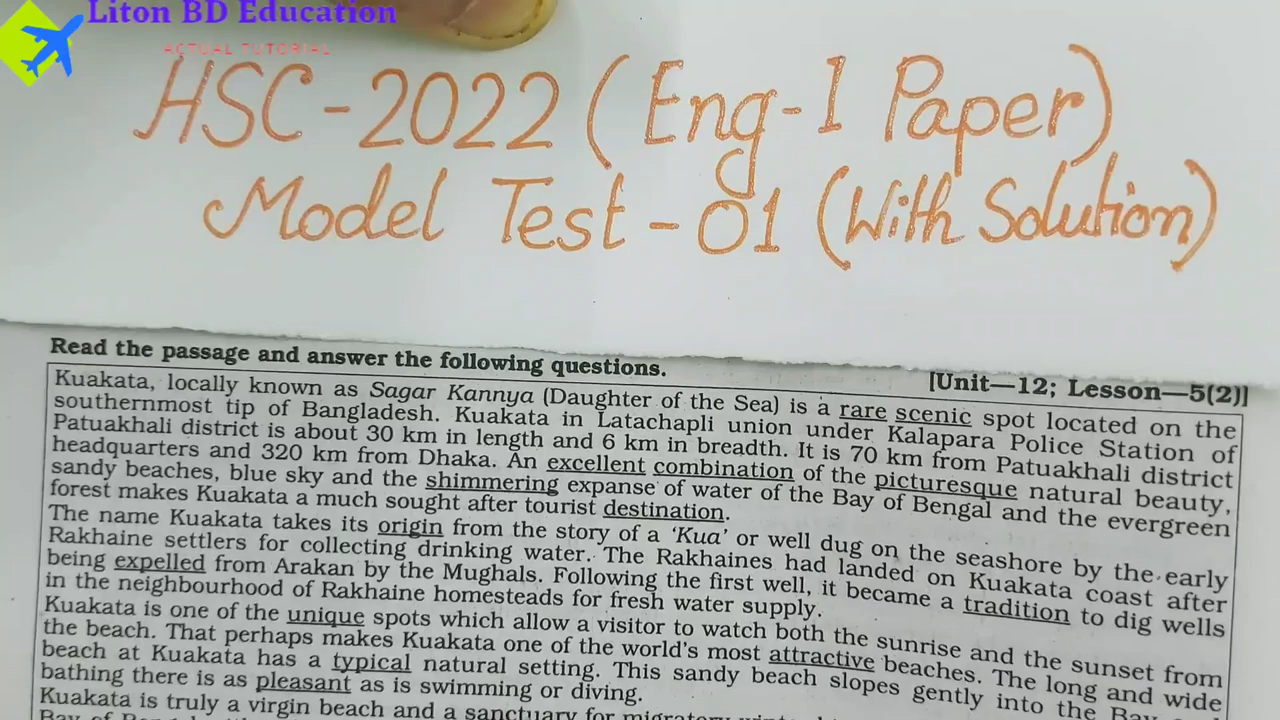 Liton BD Education
ACTUAL TUTORIAL
HSC-2022 (Eng-1 Paper)
Model Test-01 (With Solution)
Read the passage and answer the following questions.
[Unit—12; Lesson—5(2)]
Kuakata, locally known as Sagar Kannya (Daughter of the Sea) is a rare scenic spot located on the
southernmost tip of Bangladesh. Kuakata in Latachapli union under Kalapara Police Station of
Patuakhali district is about 30 km in length and 6 km in breadth. It is 70 km from Patuakhali district
headquarters and 320 km from Dhaka. An excellent combination of the picturesque natural beauty,
sandy beaches, blue sky and the shimmering expanse of water of the Bay of Bengal and the evergreen
forest makes Kuakata a much sought after tourist destination.
The name Kuakata takes its origin from the story of a 'Kua' or well dug on the seashore by the early
Rakhaine settlers for collecting drinking water. The Rakhaines had landed on Kuakata coast after
being expelled from Arakan by the Mughals. Following the first well, it became a tradition to dig wells
in the neighbourhood of Rakhaine homesteads for fresh water supply.
Kuakata is one of the unique spots which allow a visitor to watch both the sunrise and the sunset from
the beach. That perhaps makes Kuakata one of the world's most attractive beaches. The long and wide
beach at Kuakata has a typical natural setting. This sandy beach slopes gently into the Bay
bathing there is as pleasant as is swimming or diving.
Kuakata is truly a virgin beach and a sanctuary for migratory
Bay of Bengal